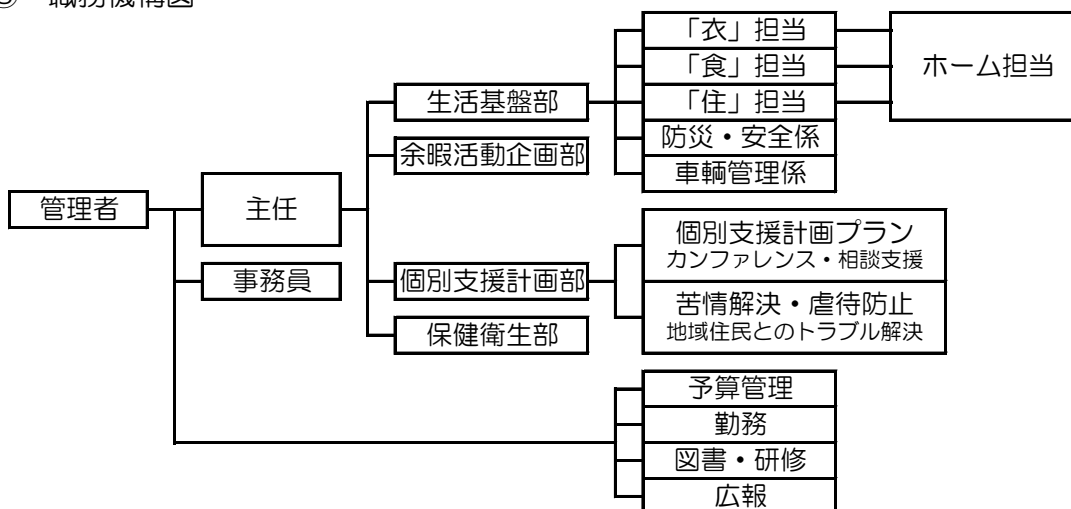 職務機構図
「衣」担当
「食」担当
「住」担当
防災・安全係
車輌管理係
ホーム担当
生活基盤部
余暇活動企画部
管理者
主任
事務員
個別支援計画部
保健衛生部
個別支援計画プラン
カンファレンス・相談支援
苦情解決・虐待防止
地域住民とのトラブル解決
予算管理
勤務
図書・研修
広報